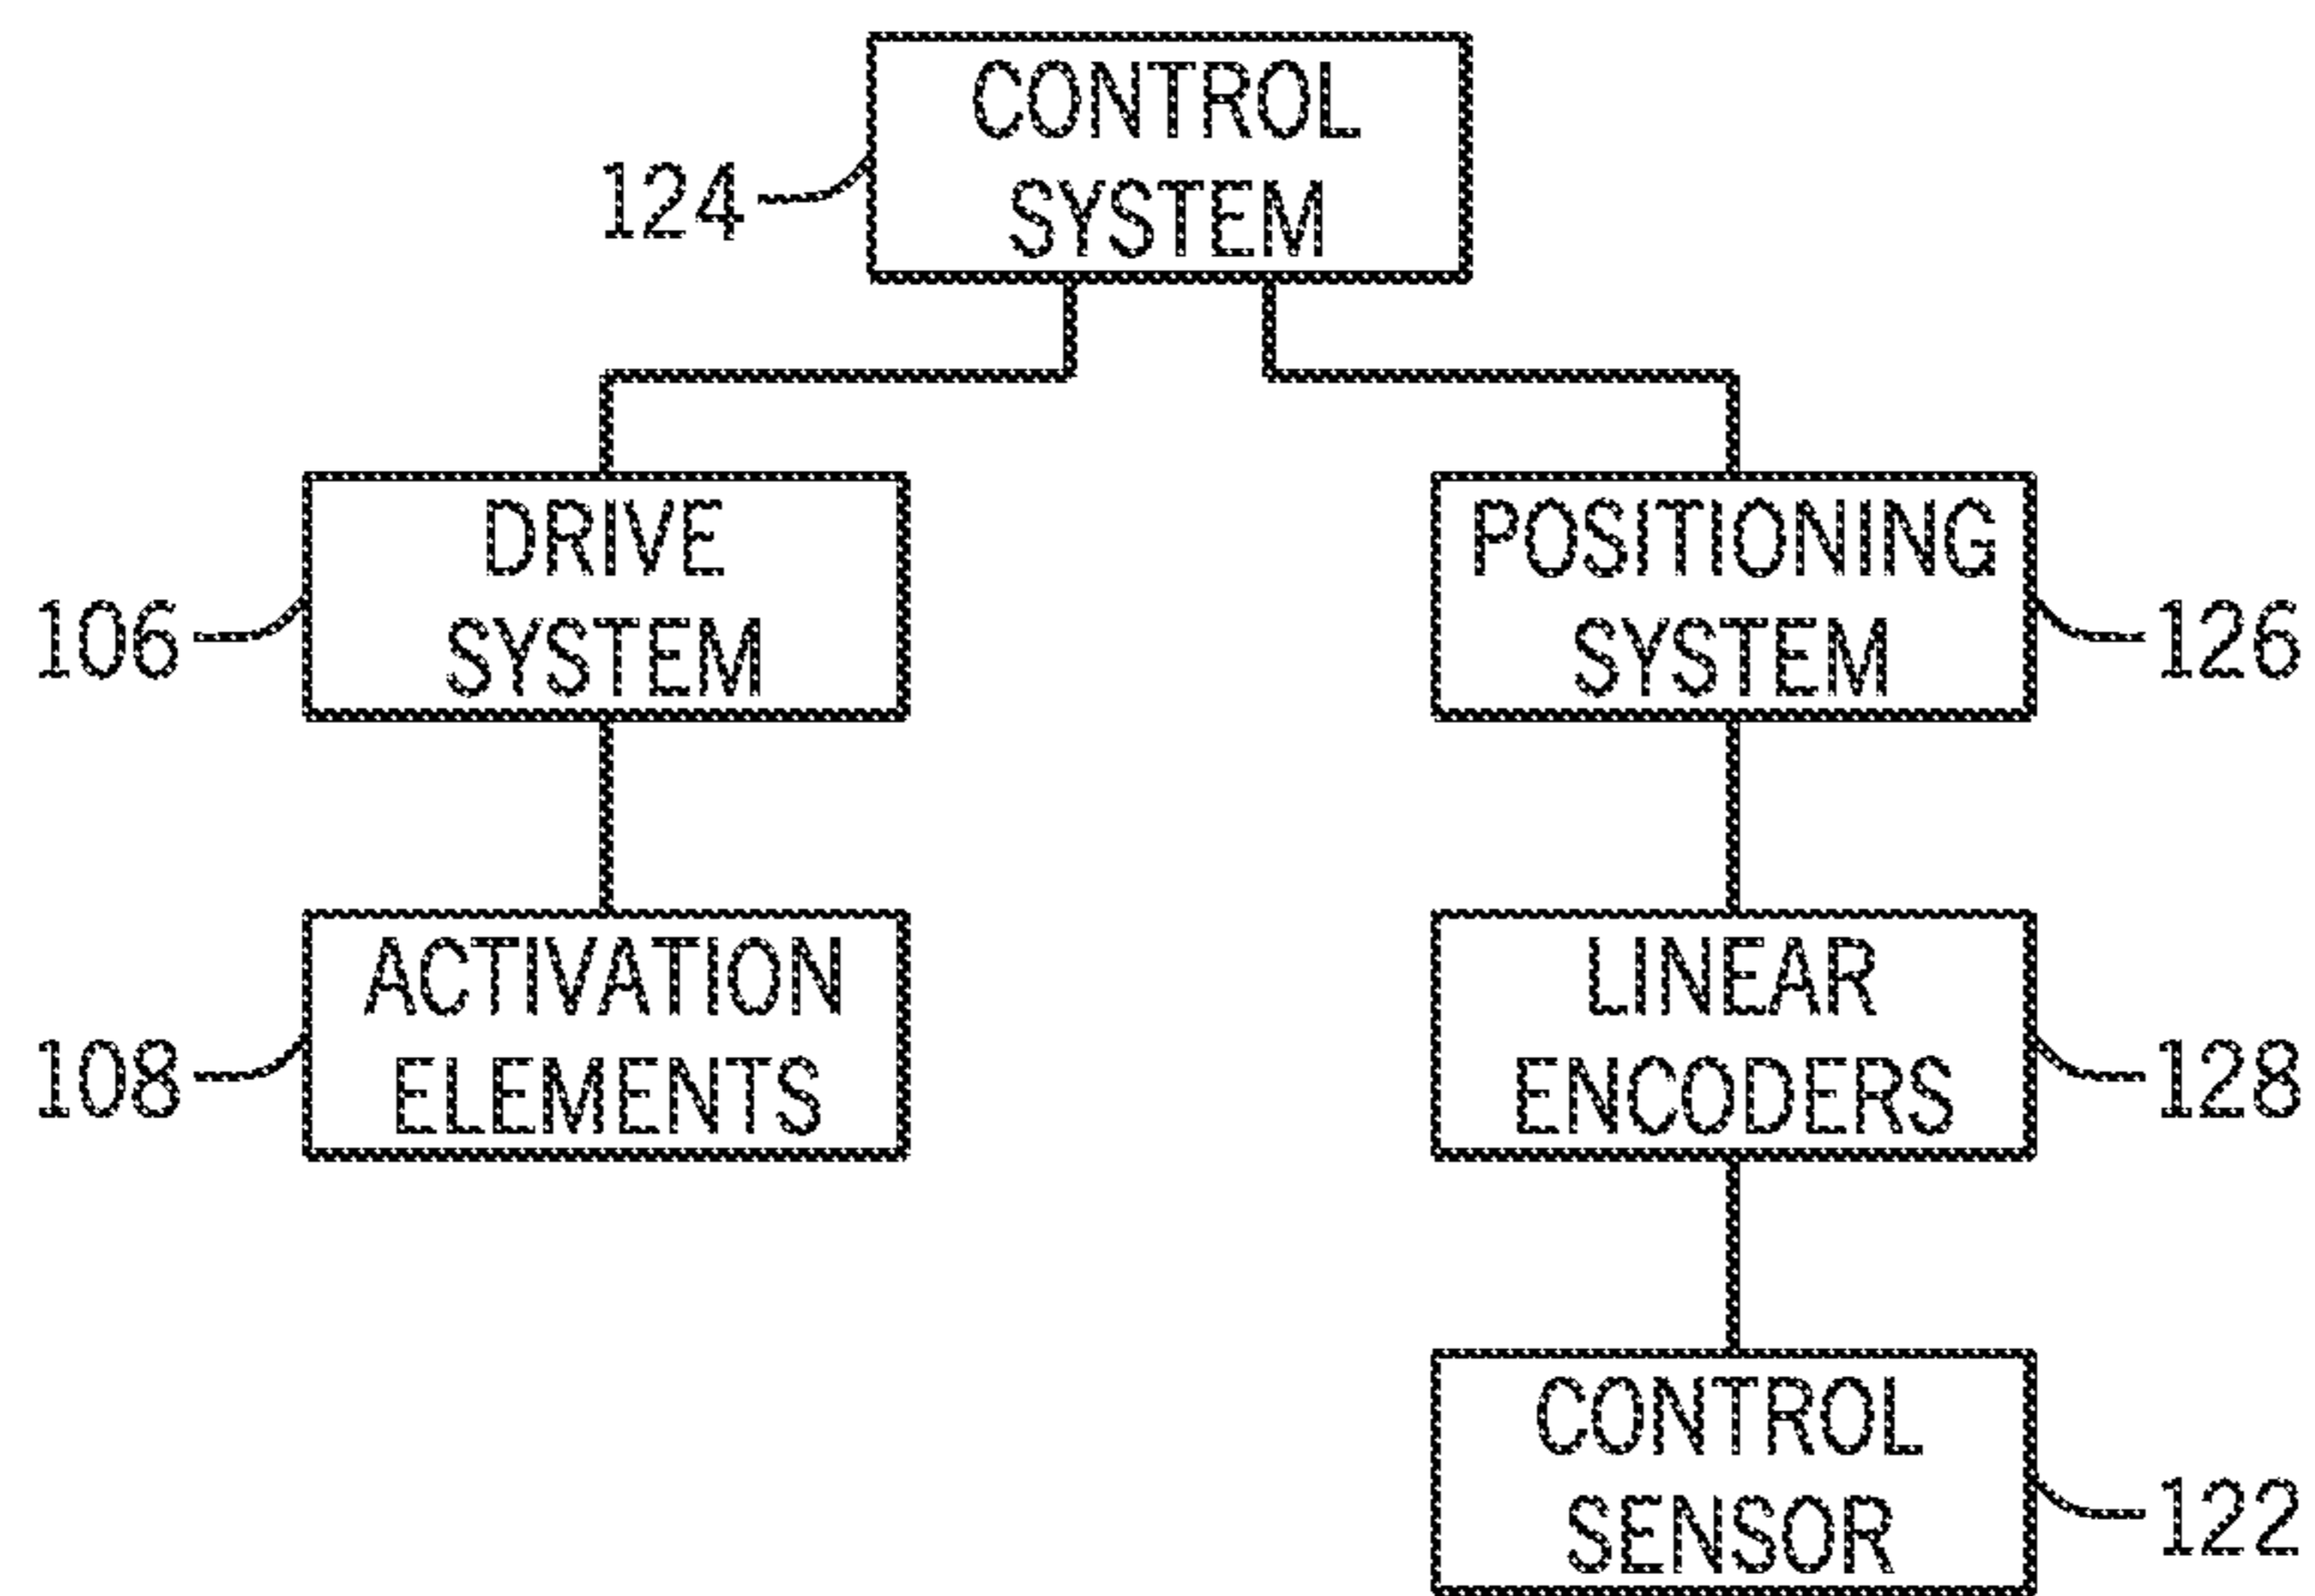 CONTROL
SYSTEM
124
DRIVE
SYSTEM
106
POSITIONING
SYSTEM
126
ACTIVATION
ELEMENTS
108
LINEAR
ENCODERS
128
CONTROL
SENSOR
122